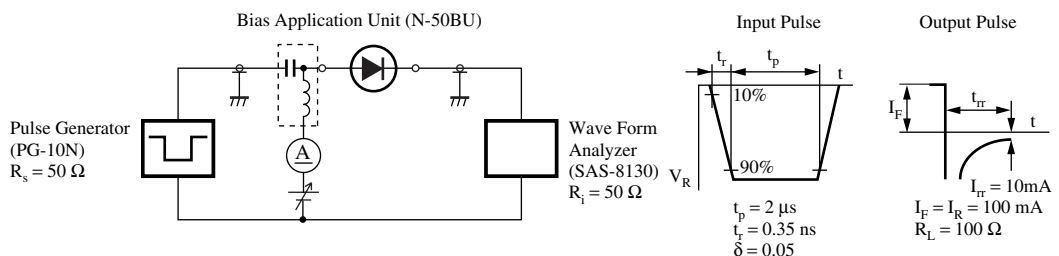 Bias Application Unit (N-50BU)
A
Pulse Generator
(PG-10N)
Rs = 50 Ω
Wave Form
Analyzer
(SAS-8130)
Ri = 50 Ω
Input Pulse
tr
tp
t
10%
90%
VR
tp = 2 μs
tr = 0.35 ns
δ = 0.05
Output Pulse
IF
trr
t
Irr = 10mA
IF = IR = 100 mA
RL = 100 Ω